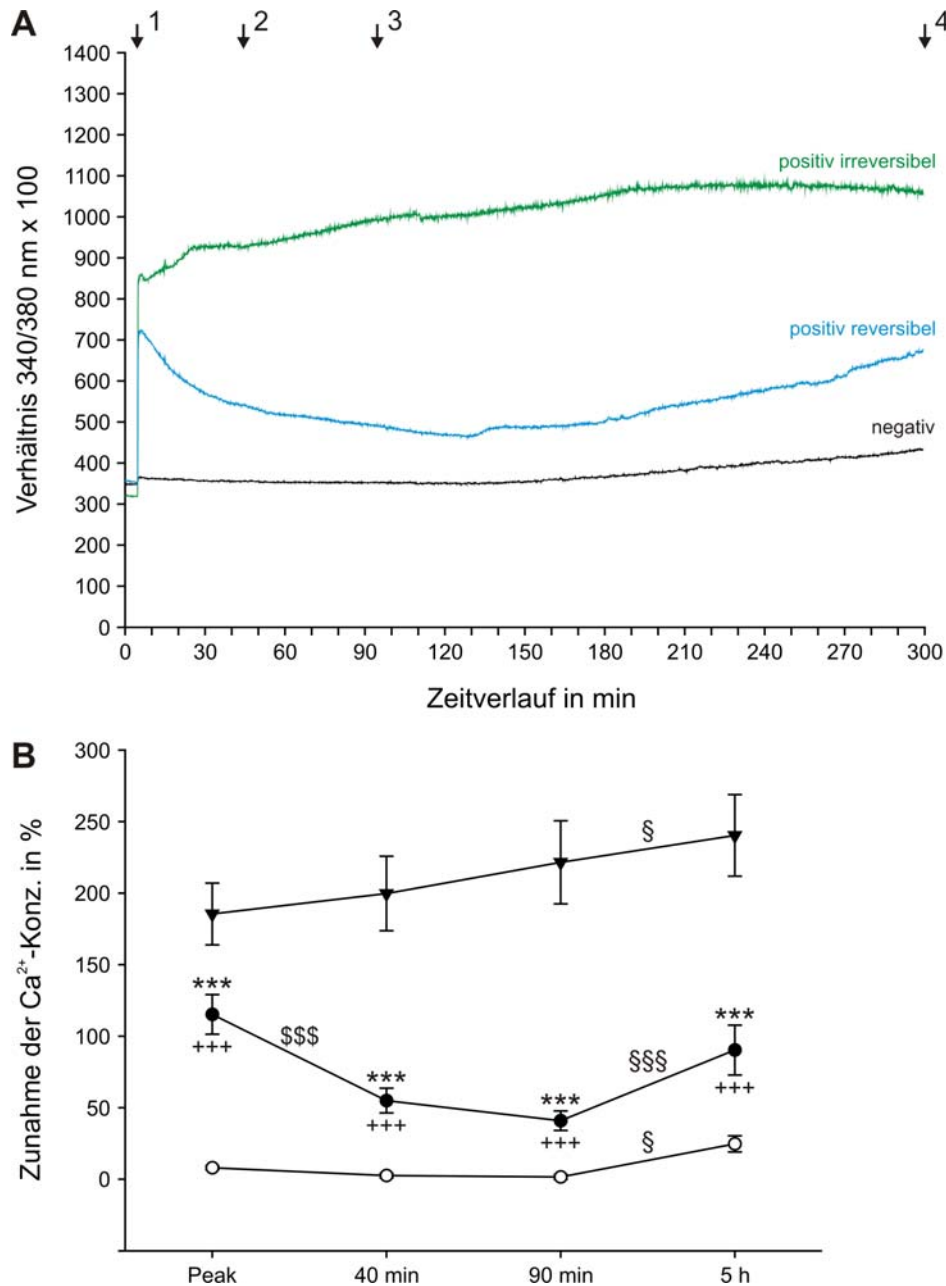 A
1 2 3 4
1400
1300
1200
1100
1000
900
800
700
600
500
400
300
200
100
0
Verhältnis 340/380 nm x 100
positiv irreversibel
positiv reversibel
negativ
0 30 60 90 120 150 180 210 240 270 300
Zeitverlauf in min
B
300
250
200
150
100
50
0
Zunahme der Ca²⁺-Konz. in %
§
*** $$$ *** *** §§§ ***
+++ +++ +++ +++
§
Peak 40 min 90 min 5 h